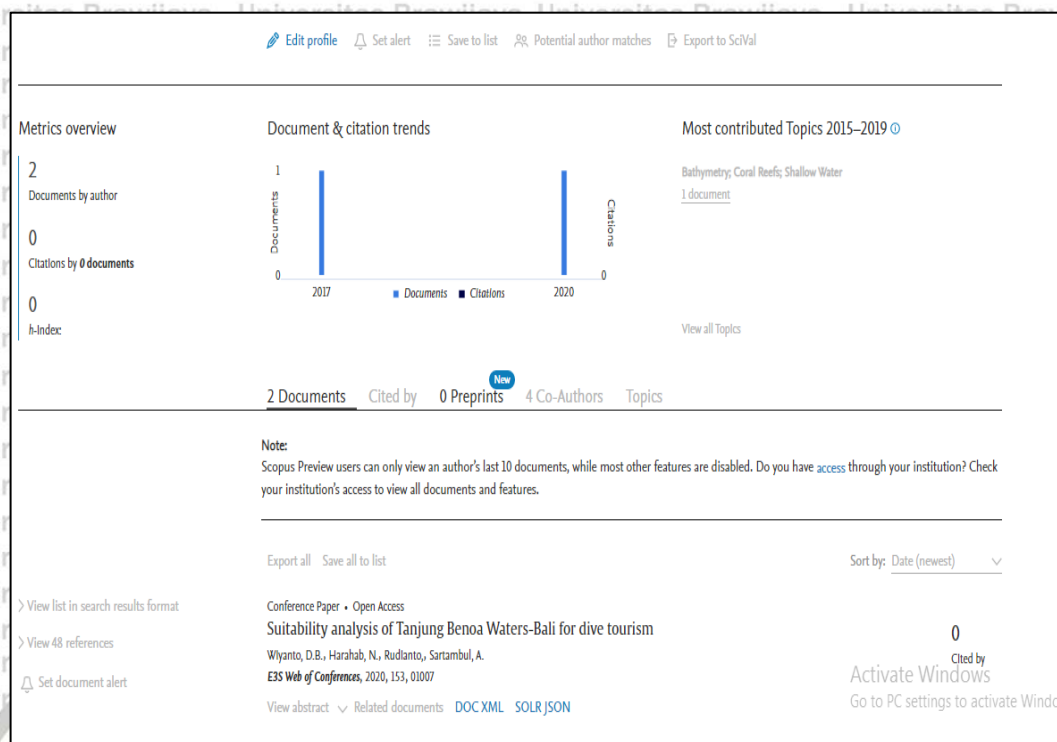 Universitas Brawijaya
Edit profile Set alert Save to list Potential author matches Export to SciVal
Metrics overview
2
Documents by author
0
Citations by 0 documents
0
h-Index:
Document & citation trends
1
Documents
0
Citations
0
2017
Documents Citations
2020
Most contributed Topics 2015–2019
Bathymetry; Coral Reefs; Shallow Water
1 document
View all Topics
2 Documents Cited by 0 Preprints New 4 Co-Authors Topics
Note:
Scopus Preview users can only view an author's last 10 documents, while most other features are disabled. Do you have access through your institution? Check
your institution's access to view all documents and features.
Export all Save all to list
Sort by: Date (newest)
View list in search results format
View 48 references
Set document alert
Conference Paper • Open Access
Suitability analysis of Tanjung Benoa Waters-Bali for dive tourism
Wiyanto, D.B., Harahab, N., Rudianto,, Sartambul, A.
E3S Web of Conferences, 2020, 153, 01007
View abstract Related documents DOC XML SOLR JSON
0
Cited by
Activate Windows
Go to PC settings to activate Windo